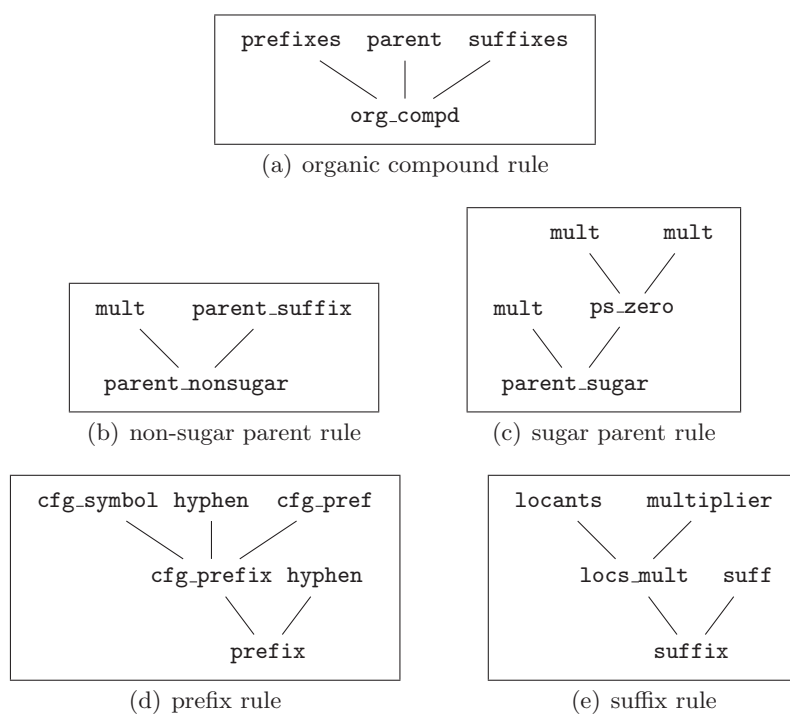 prefixes parent suffixes
org_compd
(a) organic compound rule
mult parent_suffix
parent_nonsugar
(b) non-sugar parent rule
mult mult
mult ps_zero
parent_sugar
(c) sugar parent rule
cfg_symbol hyphen cfg_pref
cfg_prefix hyphen
prefix
(d) prefix rule
locants multiplier
locs_mult suff
suffix
(e) suffix rule